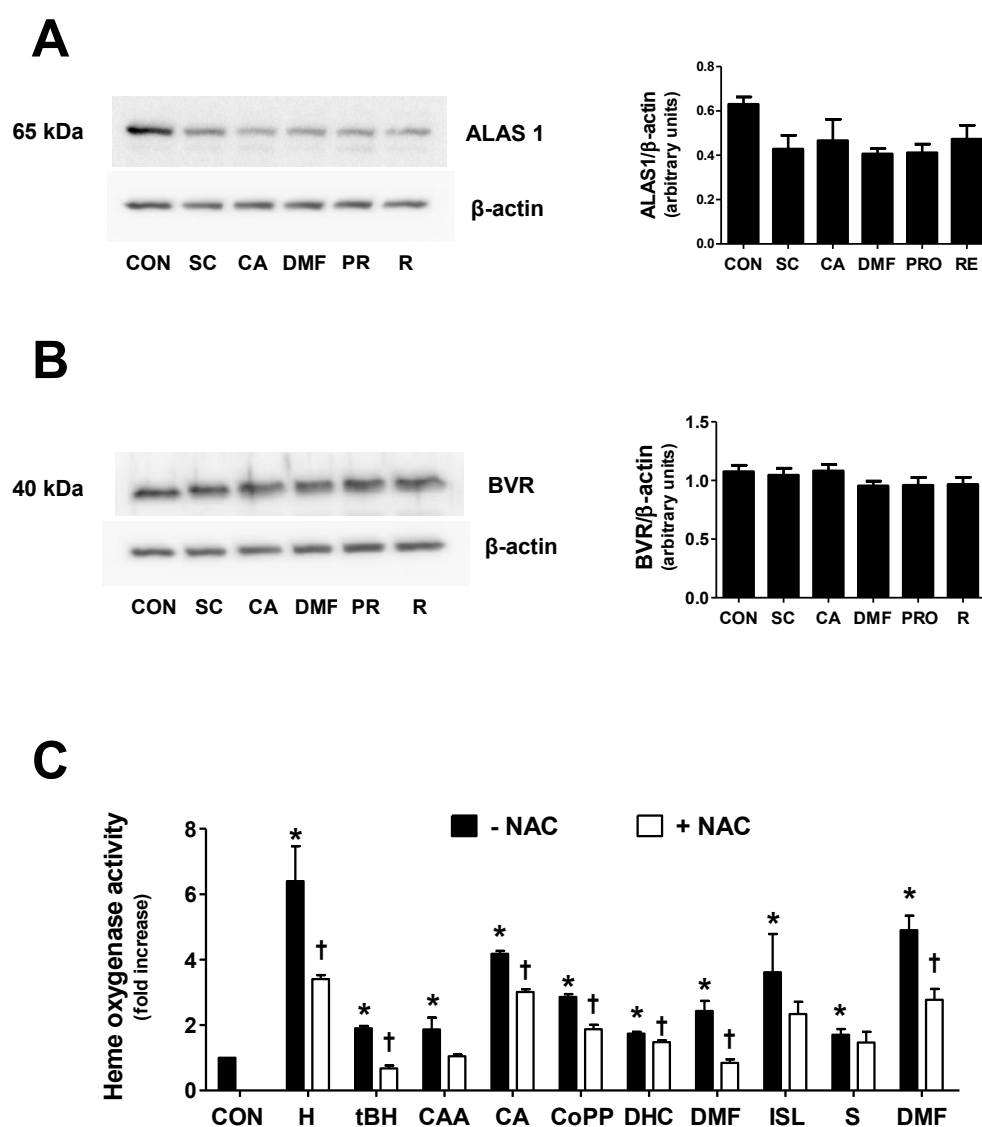 A
65 kDa
ALAS 1
β-actin
CON SC CA DMF PR R
ALAS1/β-actin
(arbitrary units)
0.8
0.6
0.4
0.2
0.0
CON SC CA DMF PRO RE
B
40 kDa
BVR
β-actin
CON SC CA DMF PR R
BVR/β-actin
(arbitrary units)
1.5
1.0
0.5
0.0
CON SC CA DMF PRO R
C
Heme oxygenase activity
(fold increase)
- NAC + NAC
8
6
4
2
0
* † * † * * † * † * † * † * * * †
CON H tBH CAA CA CoPP DHC DMF ISL S DMF